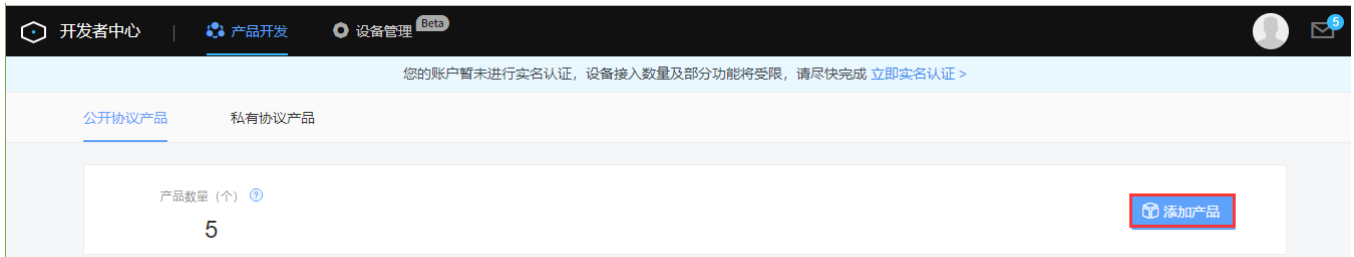 开发者中心 | 产品开发 设备管理 Beta 5
您的账户暂未进行实名认证，设备接入数量及部分功能将受限，请尽快完成 立即实名认证 >
公开协议产品 私有协议产品
产品数量（个） ?
5
添加产品